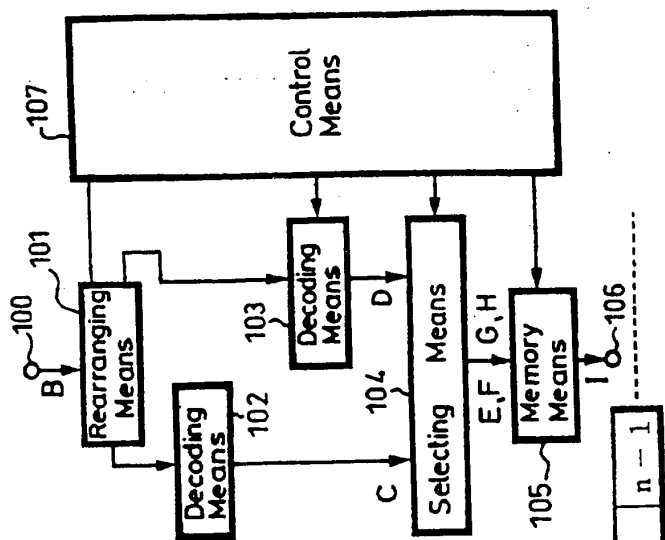 107
Control
Means
100
B
101
Rearranging
Means
103
Decoding
Means
Decoding
Means
102
D
C
104
Selecting Means
E, F G, H
Memory
Means
105
I
106
n - 1